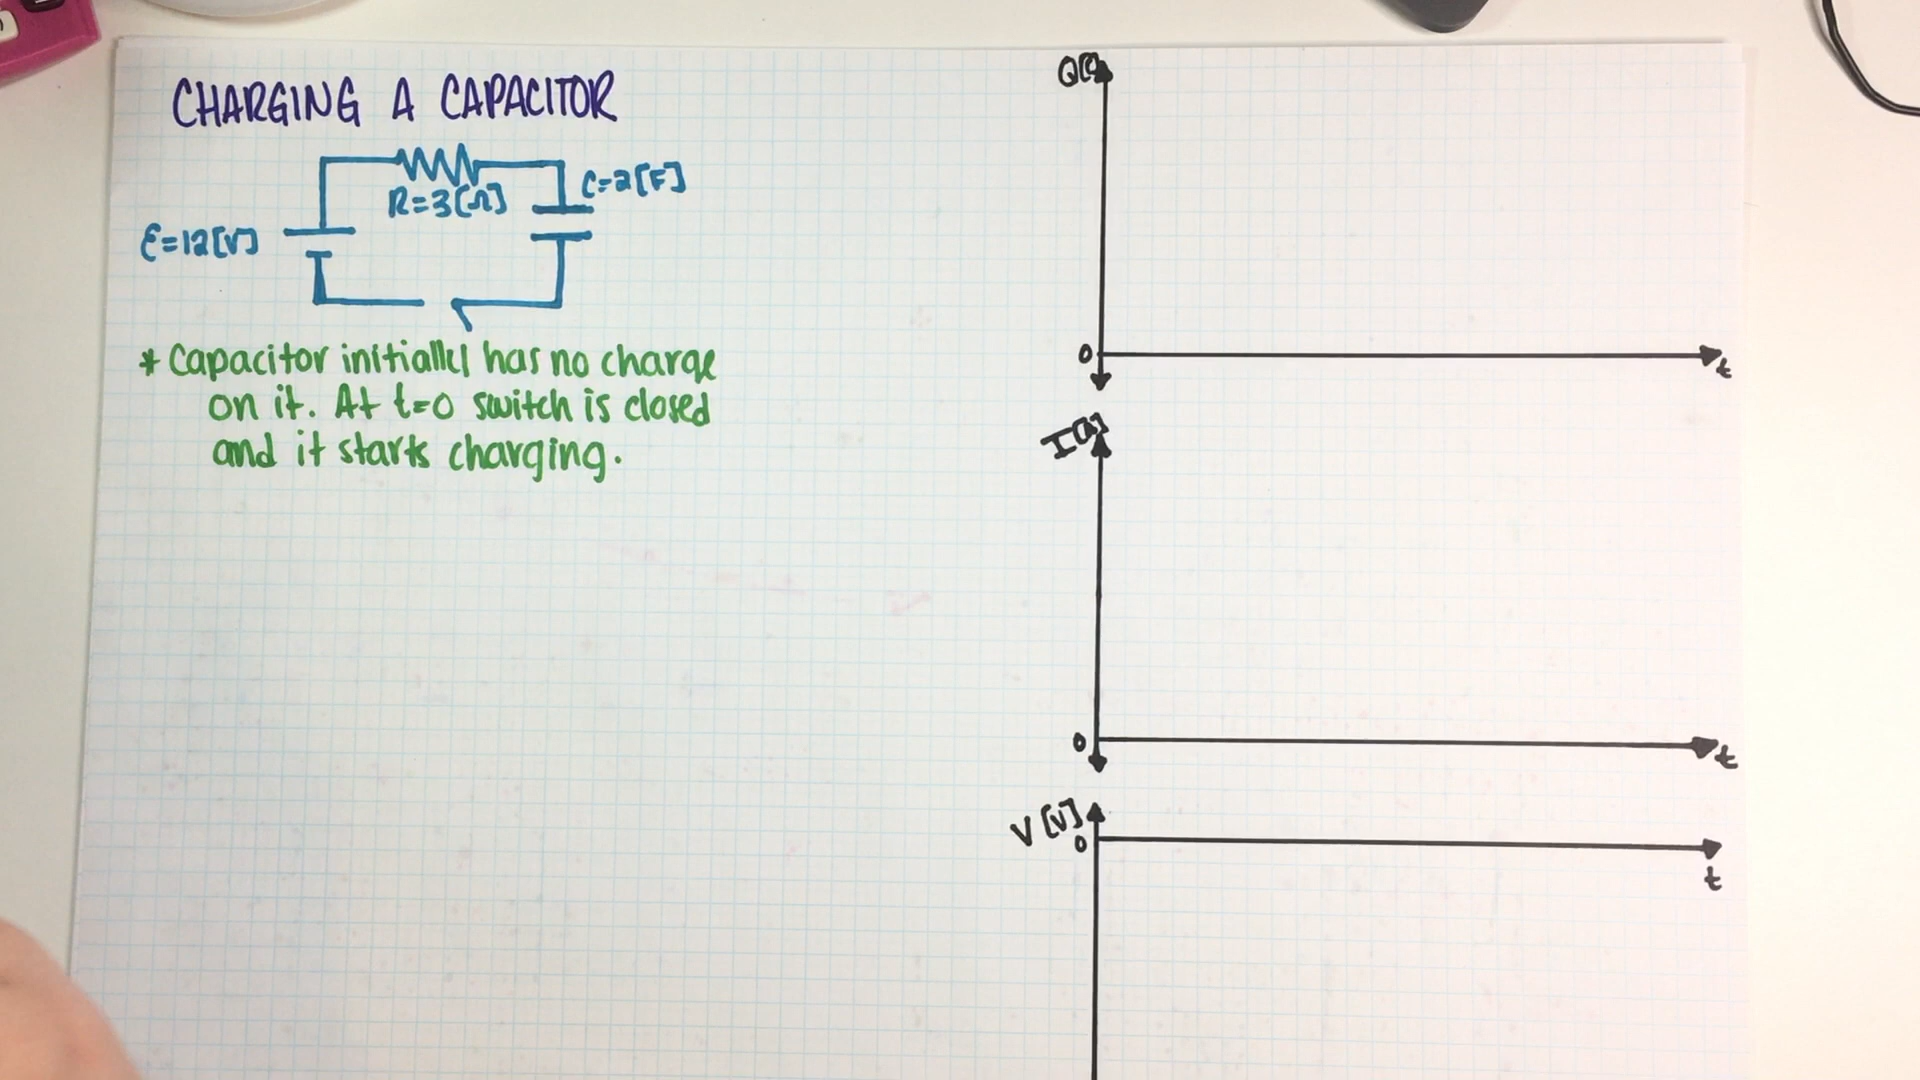 CHARGING A CAPACITOR
R=3[Ω]
C=2[F]
ℰ=12[V]
* Capacitor initially has no charge
on it. At t=0 switch is closed
and it starts charging.
Q[C]
0
t
I[A]
0
t
V [V]
0
t